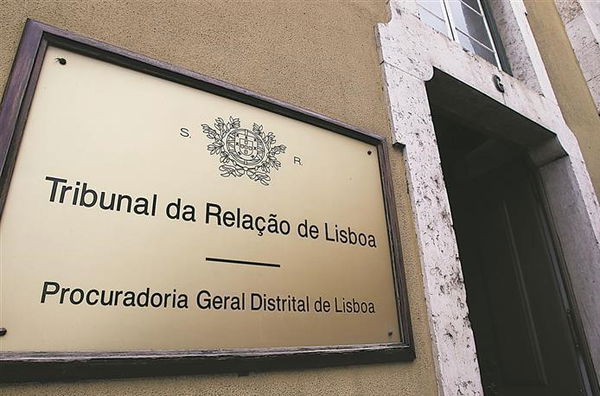 S. R.
Tribunal da Relação de Lisboa
Procuradoria Geral Distrital de Lisboa